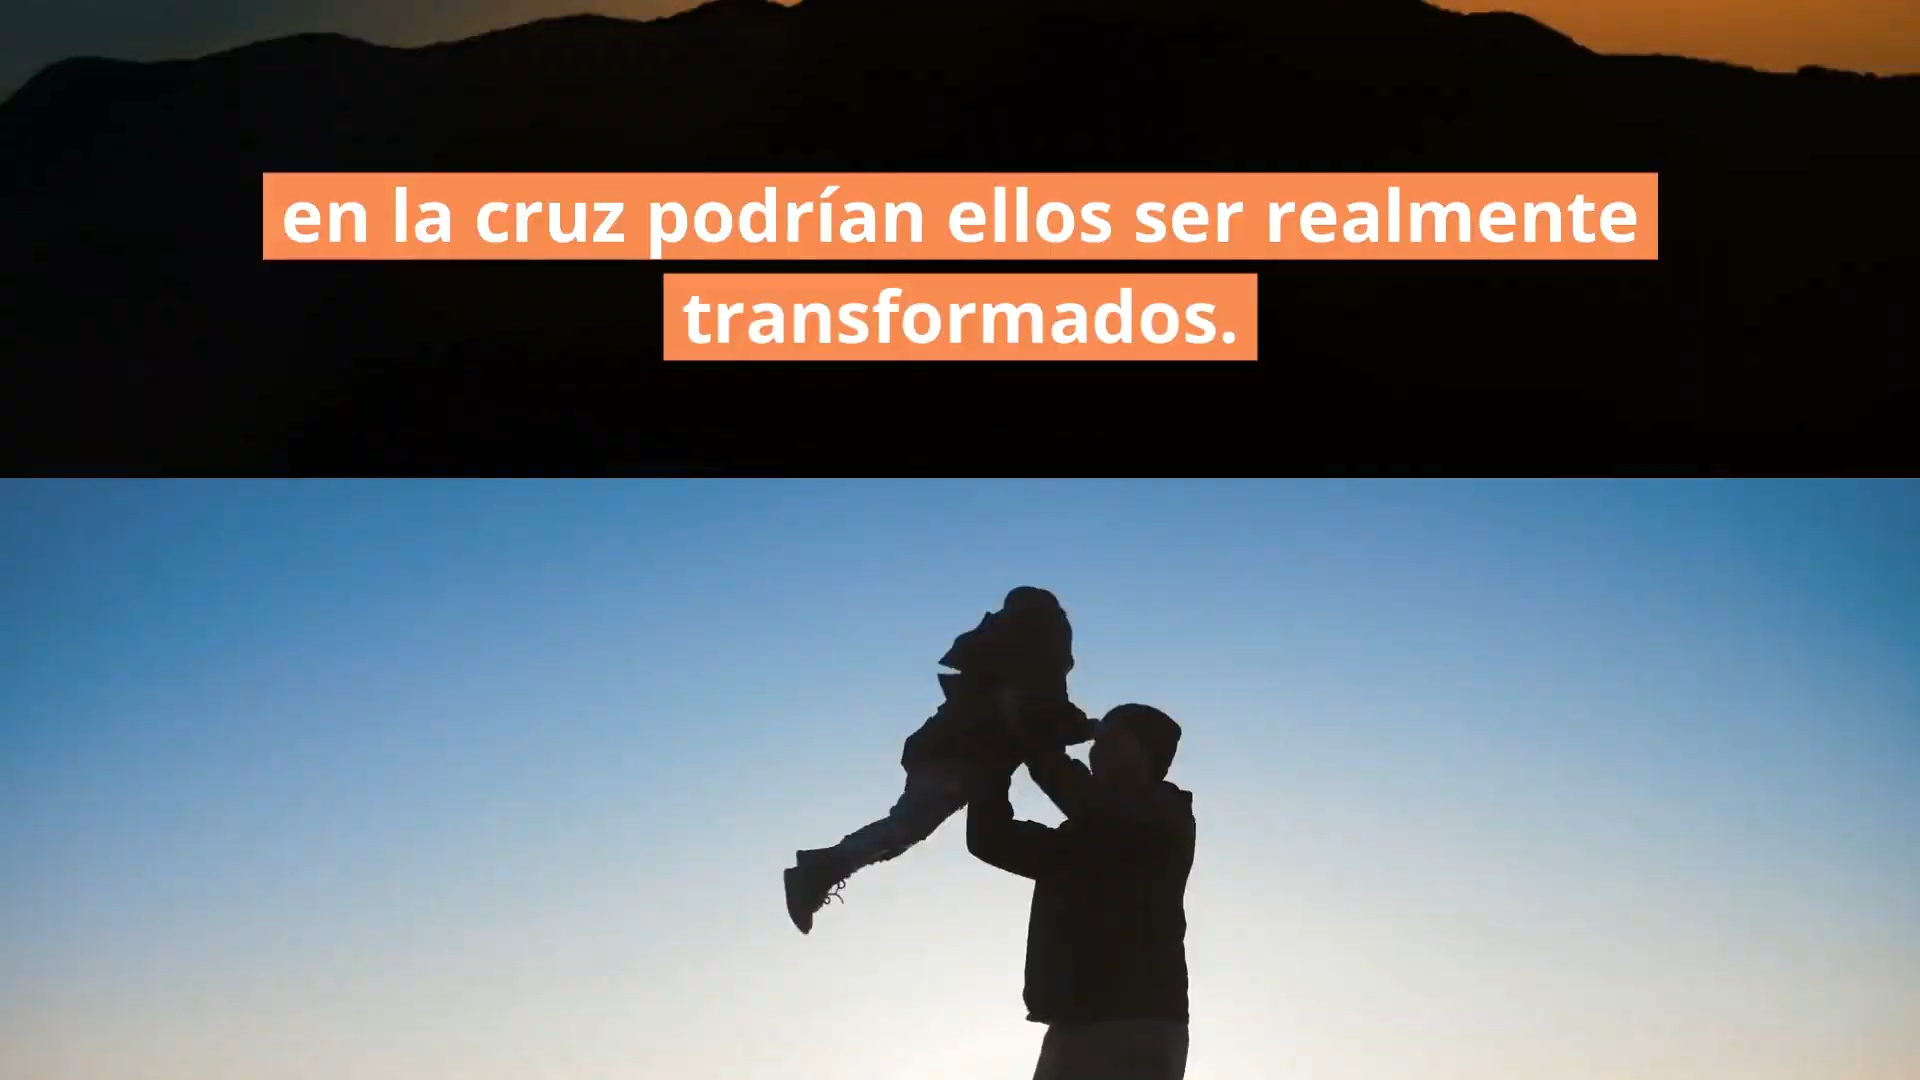 en la cruz podrían ellos ser realmente
transformados.